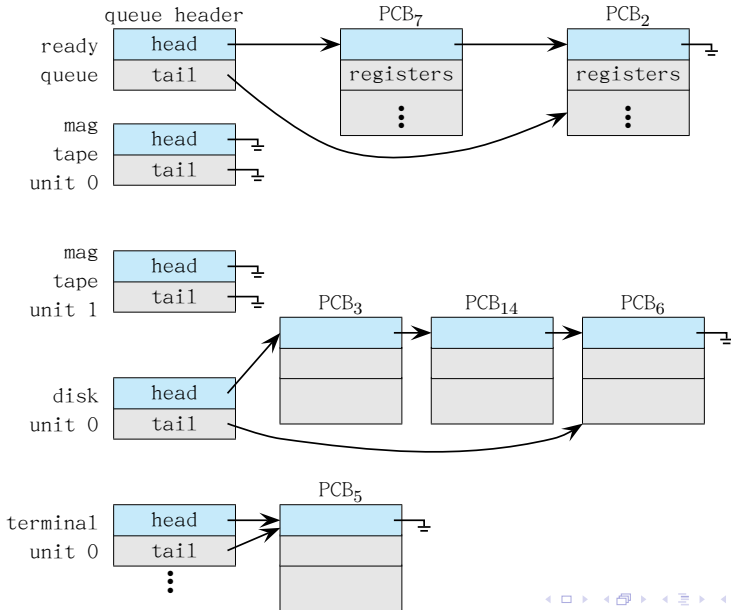 queue header
PCB7
PCB2
ready
queue
head
tail
registers
registers
mag
tape
unit 0
head
tail
mag
tape
unit 1
head
tail
PCB3
PCB14
PCB6
disk
unit 0
head
tail
PCB5
terminal
unit 0
head
tail